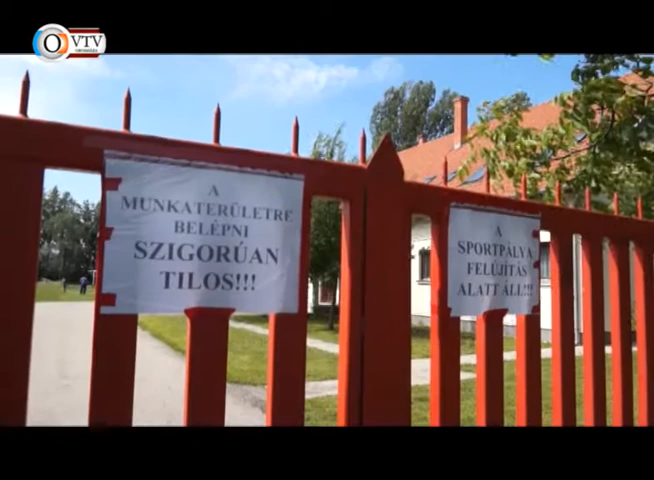 O VTV
A
MUNKATERÜLETRE
BELÉPNI
SZIGORÚAN
TILOS!!!
A
SPORTPÁLYA
FELÚJÍTÁS
ALATT ÁLL!!!